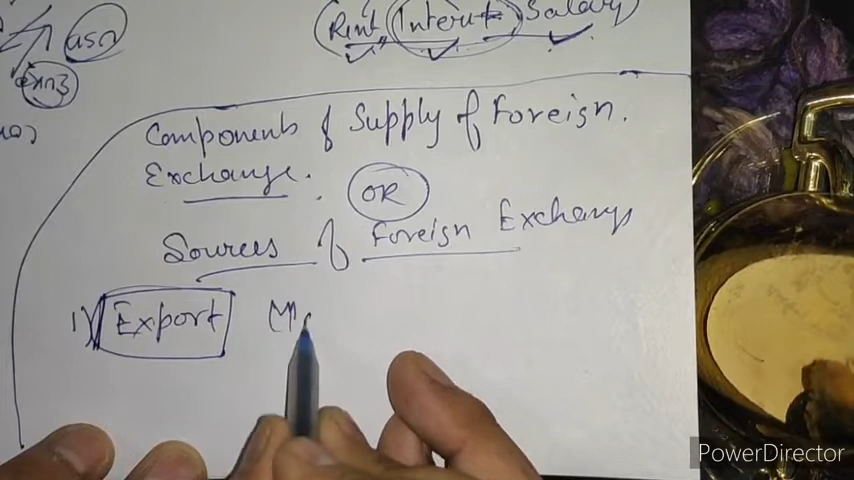 Rent, Interest Salary
Components of Supply of Foreign.
Exchange. OR
Sources of Foreign Exchange
1) Export
PowerDirector